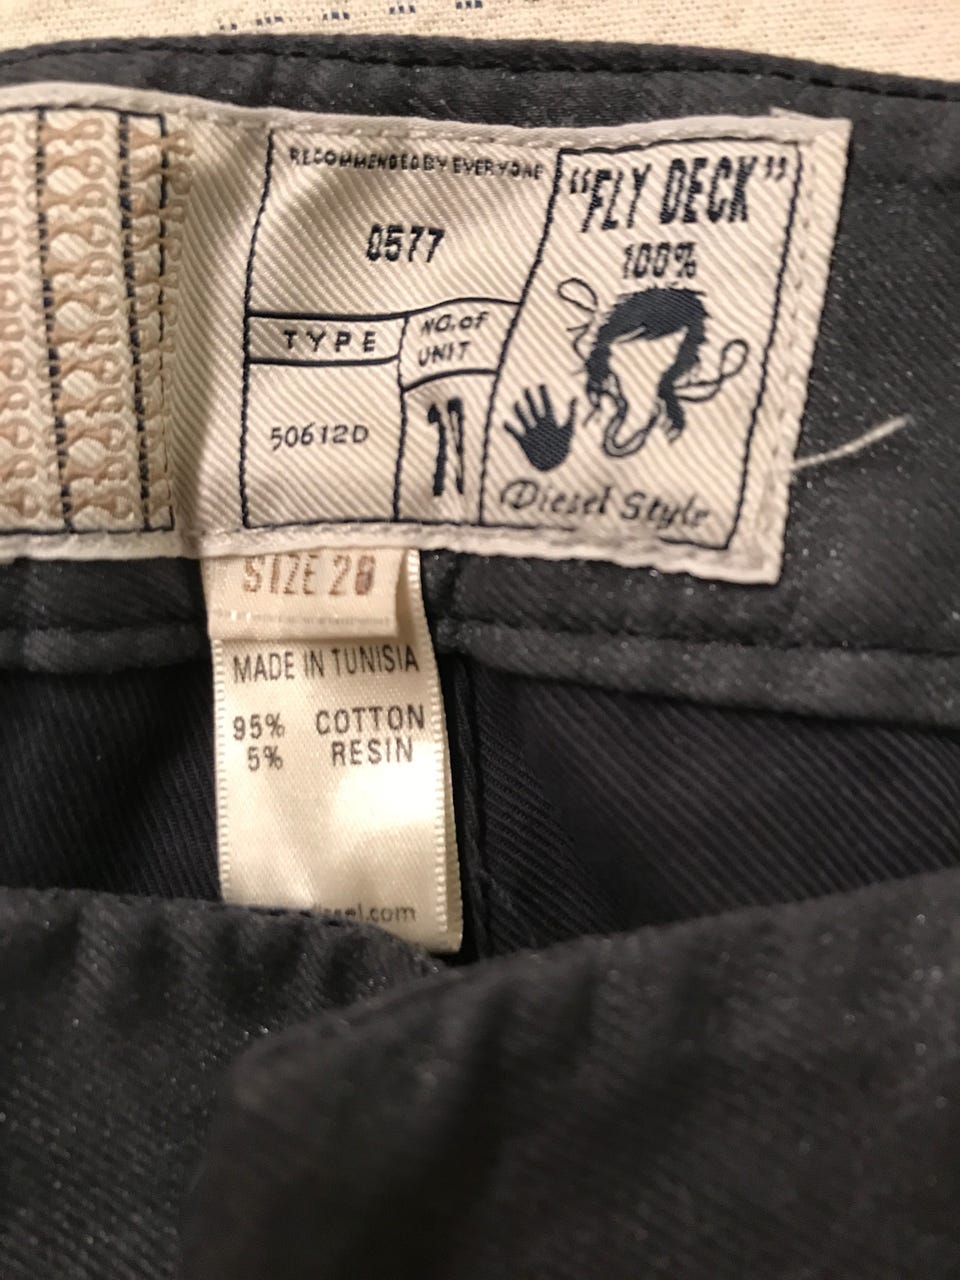 RECOMMENDED BY EVERYONE
0577
TYPE
NO. of
UNIT
50612D
"FLY DECK"
100%
Diesel Style
SIZE 28
MADE IN TUNISIA
95% COTTON
5% RESIN